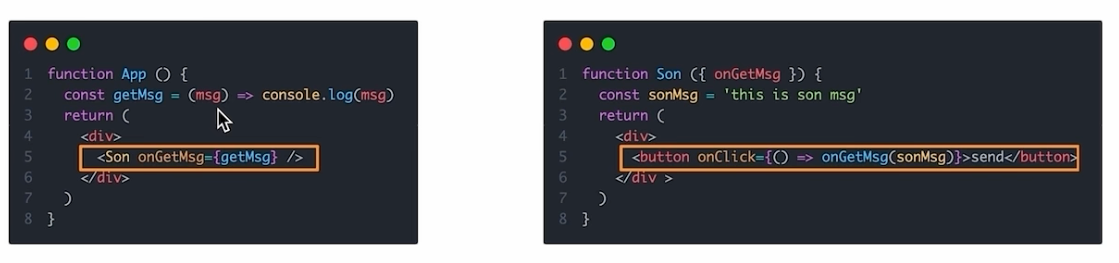 1 function App () {
2   const getMsg = (msg) => console.log(msg)
3   return (
4     <div>
5       <Son onGetMsg={getMsg} />
6     </div>
7   )
8 }
1 function Son ({ onGetMsg }) {
2   const sonMsg = 'this is son msg'
3   return (
4     <div>
5       <button onClick={() => onGetMsg(sonMsg)}>send</button>
6     </div >
7   )
8 }